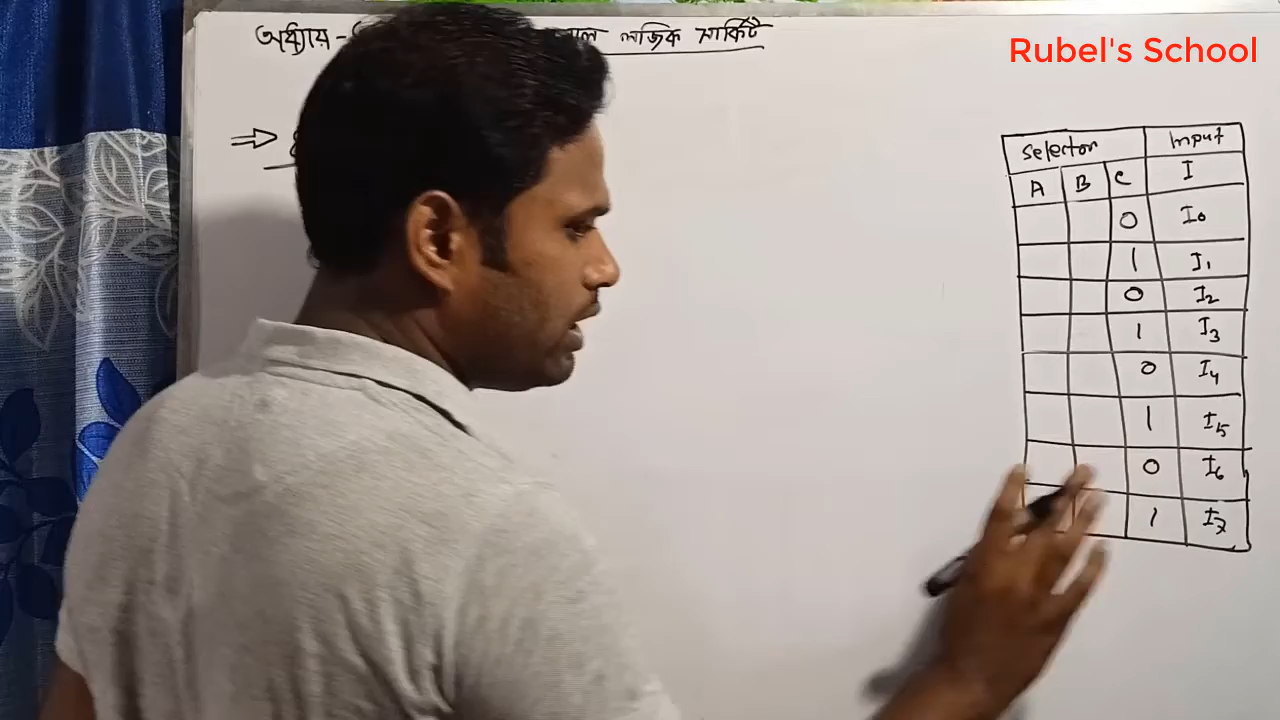 অধ্যায়- লজিক সার্কিট
Rubel's School
Selector Input
A B C I
0 I0
1 I1
0 I2
1 I3
0 I4
1 I5
0 I6
1 I7